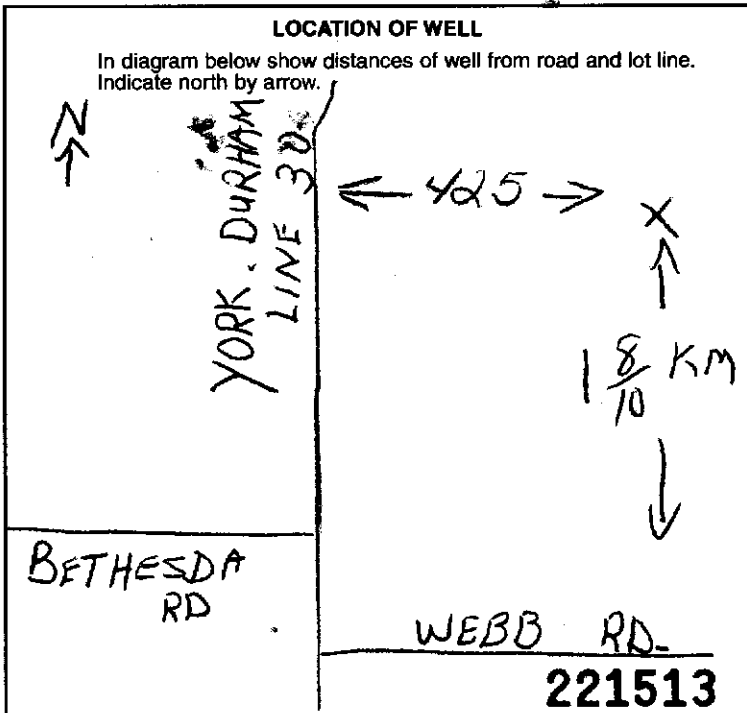 LOCATION OF WELL
In diagram below show distances of well from road and lot line.
Indicate north by arrow.
N
YORK. DURHAM
LINE 30
425
X
1 8/10 KM
BETHESDA
RD
WEBB RD.
221513